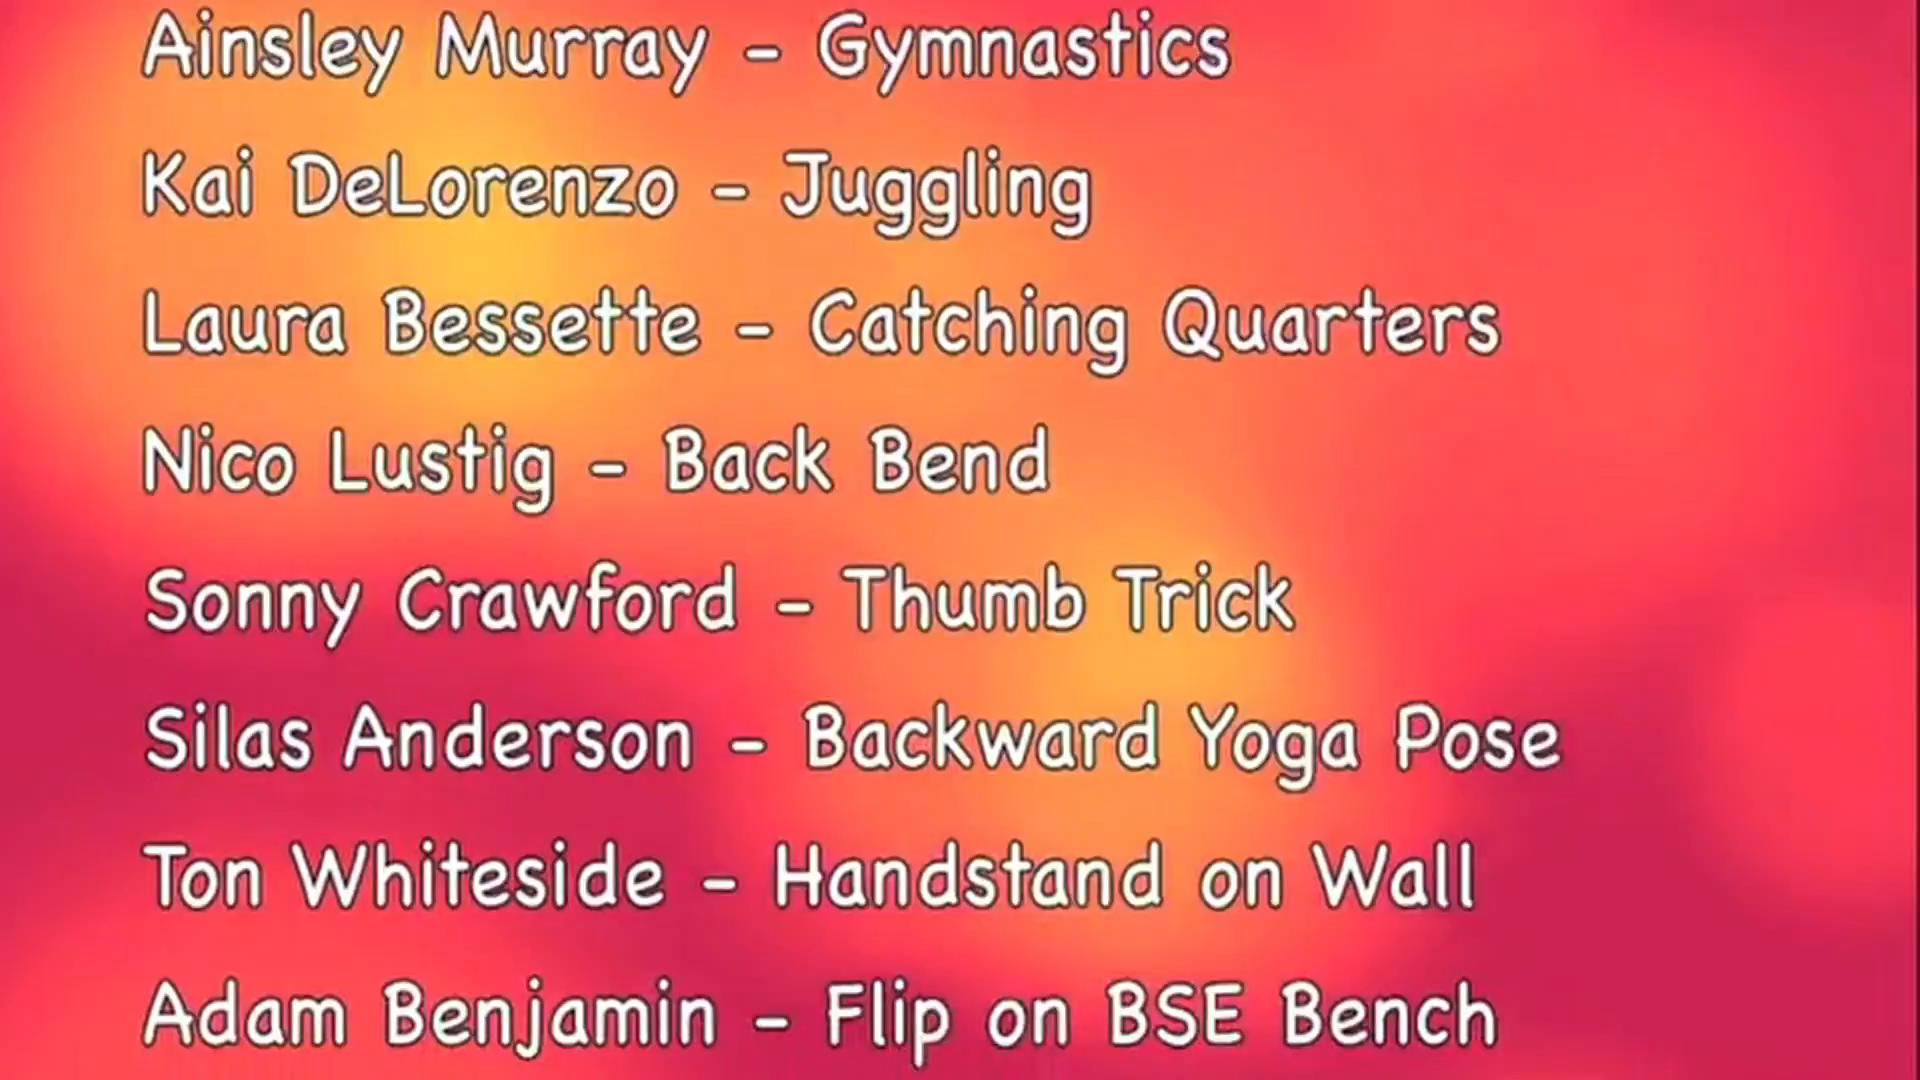 Ainsley Murray - Gymnastics
Kai DeLorenzo - Juggling
Laura Bessette - Catching Quarters
Nico Lustig - Back Bend
Sonny Crawford - Thumb Trick
Silas Anderson - Backward Yoga Pose
Ton Whiteside - Handstand on Wall
Adam Benjamin - Flip on BSE Bench